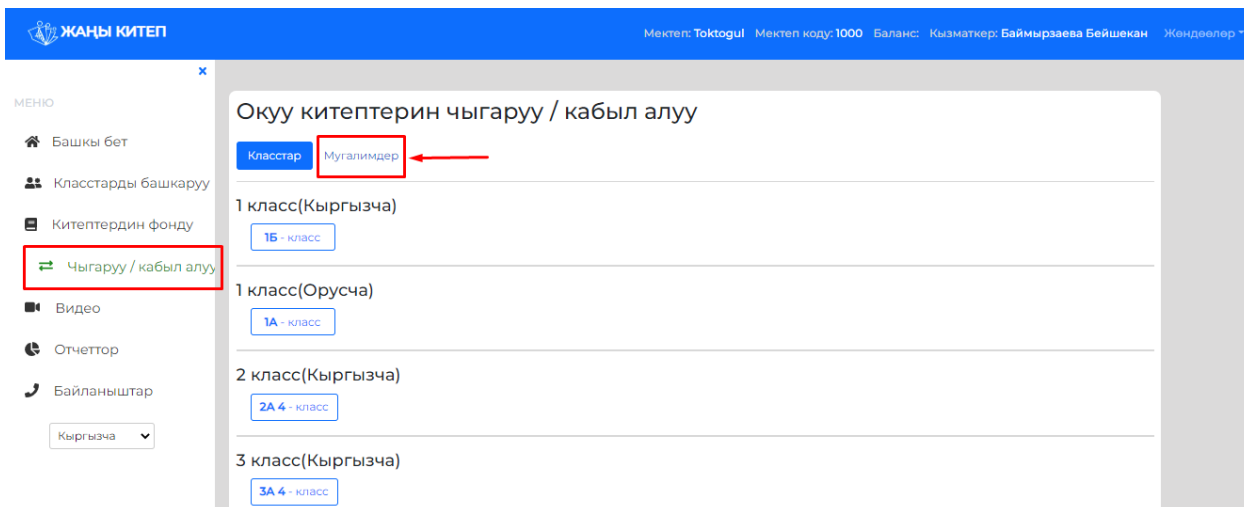 ЖАҢЫ КИТЕП
Мектеп: Toktogul Мектеп коду: 1000 Баланс: Кызматкер: Баймырзаева Бейшекан Жөндөөлөр
×
МЕНЮ
Башкы бет
Класстарды башкаруу
Китептердин фонду
Чыгаруу / кабыл алуу
Видео
Отчеттор
Байланыштар
Кыргызча
Окуу китептерин чыгаруу / кабыл алуу
Класстар Мугалимдер
1 класс(Кыргызча)
1Б - класс
1 класс(Орусча)
1А - класс
2 класс(Кыргызча)
2А 4 - класс
3 класс(Кыргызча)
3А 4 - класс